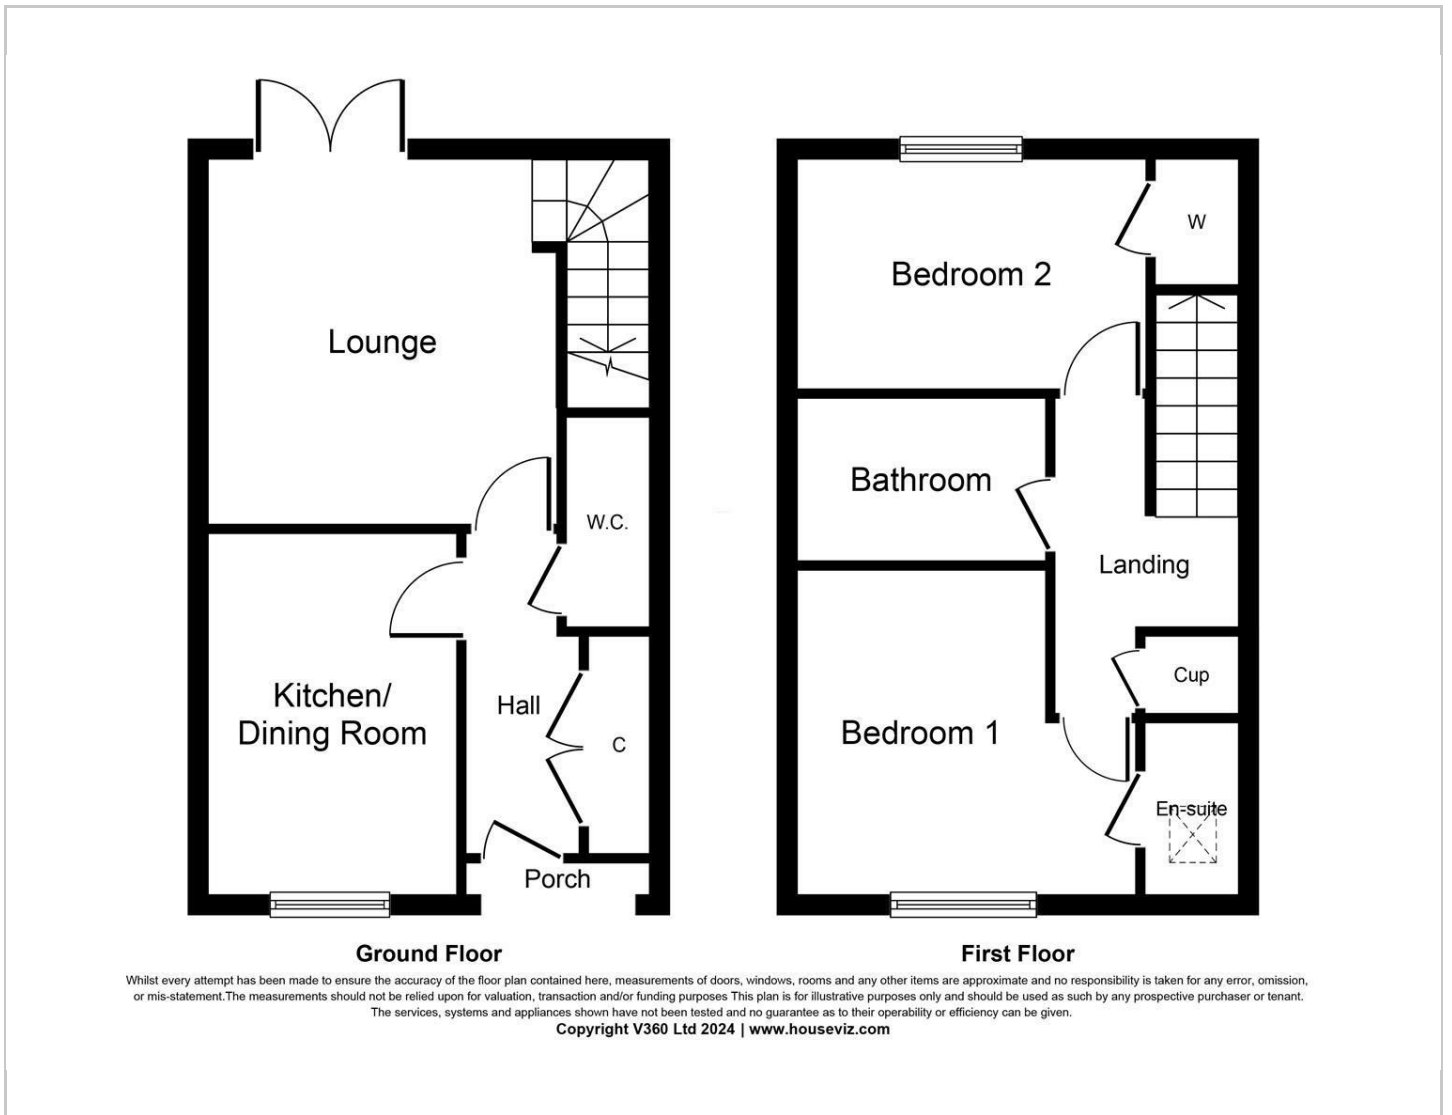 Lounge
W.C.
Kitchen/
Dining Room
Hall
C
Porch
Ground Floor
Bedroom 2
W
Bathroom
Landing
Cup
Bedroom 1
En-suite
First Floor
Whilst every attempt has been made to ensure the accuracy of the floor plan contained here, measurements of doors, windows, rooms and any other items are approximate and no responsibility is taken for any error, omission,
or mis-statement.The measurements should not be relied upon for valuation, transaction and/or funding purposes This plan is for illustrative purposes only and should be used as such by any prospective purchaser or tenant.
The services, systems and appliances shown have not been tested and no guarantee as to their operability or efficiency can be given.
Copyright V360 Ltd 2024 | www.houseviz.com